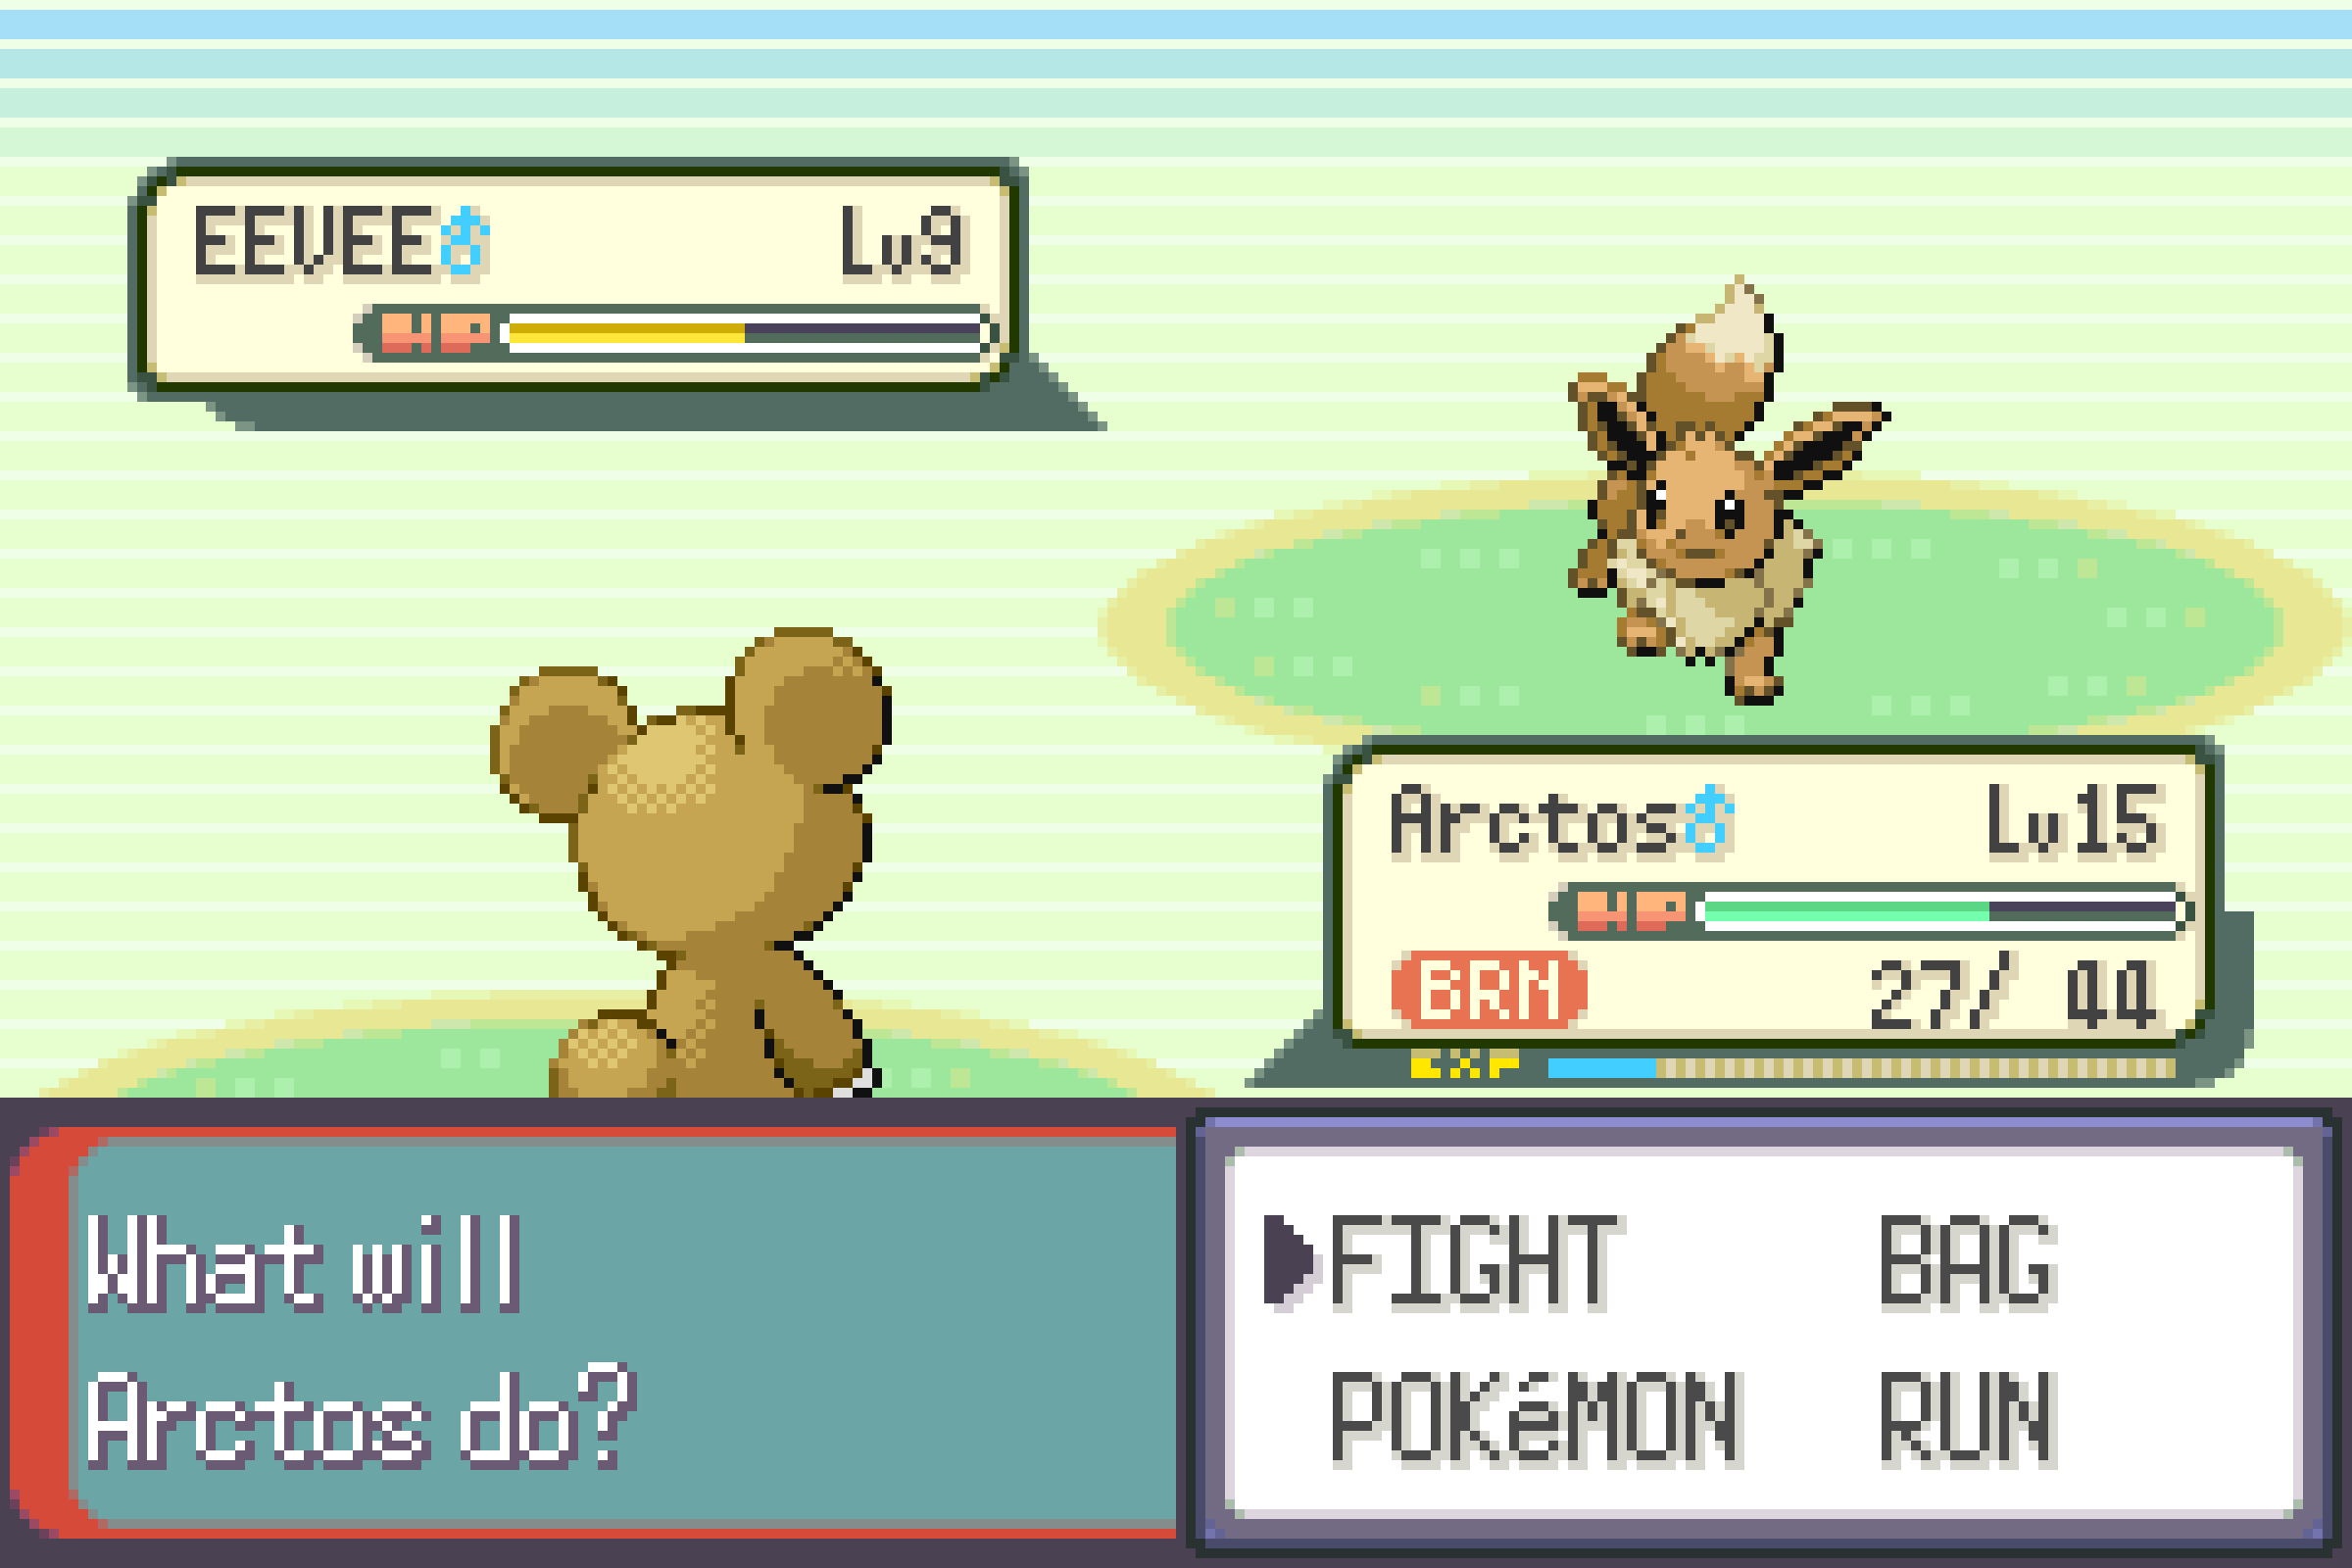 EEVEE♂ Lv9
HP
Arctos♂ Lv15
HP
BRN 27/ 44
EXP
What will
Arctos do?
FIGHT BAG
POKéMON RUN